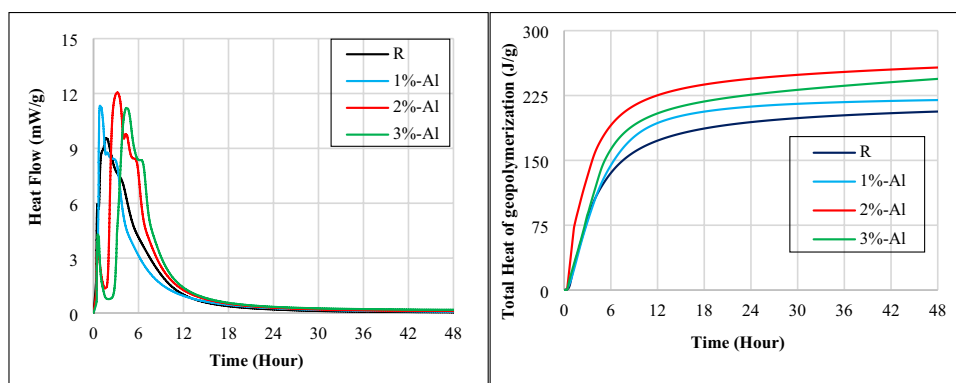 15
12
9
6
3
0
Heat Flow (mW/g)
R
1%-Al
2%-Al
3%-Al
0 6 12 18 24 30 36 42 48
Time (Hour)
300
225
150
75
0
Total Heat of geopolymerization (J/g)
R
1%-Al
2%-Al
3%-Al
0 6 12 18 24 30 36 42 48
Time (Hour)